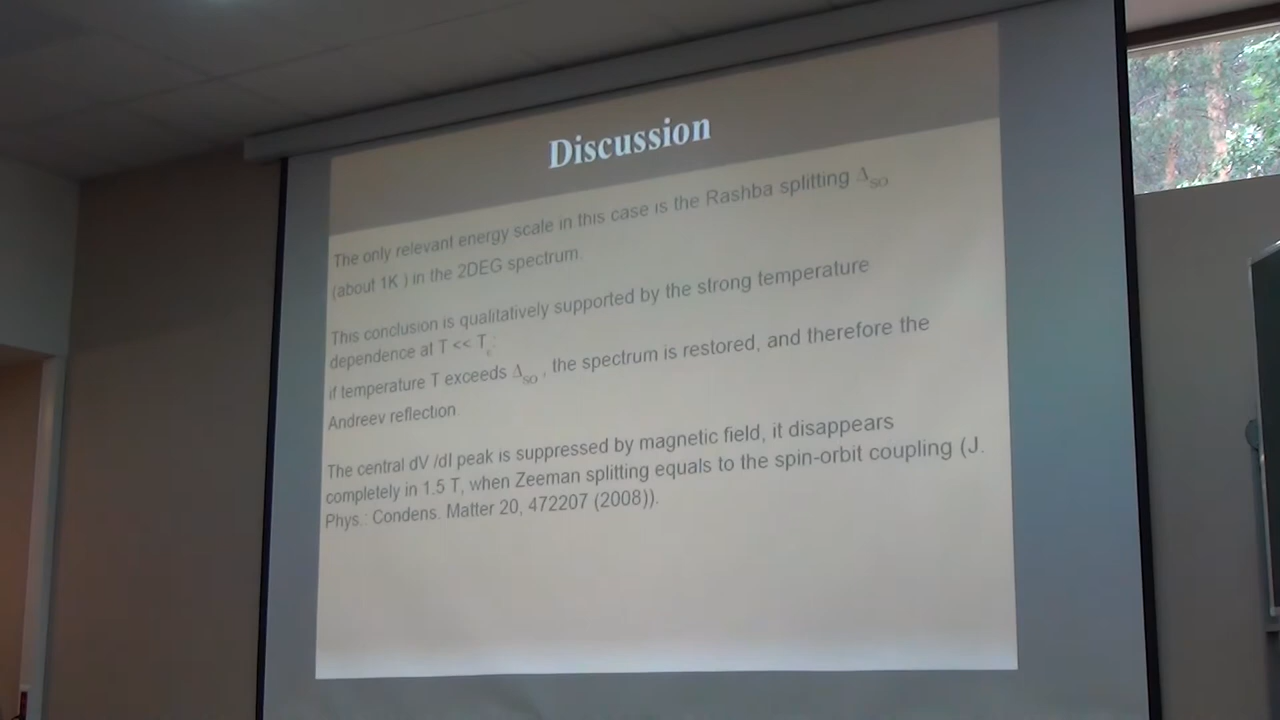 Discussion
The only relevant energy scale in this case is the Rashba splitting Δso
(about 1K ) in the 2DEG spectrum.
This conclusion is qualitatively supported by the strong temperature
dependence at T << Tc:
if temperature T exceeds Δso , the spectrum is restored, and therefore the
Andreev reflection.
The central dV /dI peak is suppressed by magnetic field, it disappears
completely in 1.5 T, when Zeeman splitting equals to the spin-orbit coupling (J.
Phys.: Condens. Matter 20, 472207 (2008)).